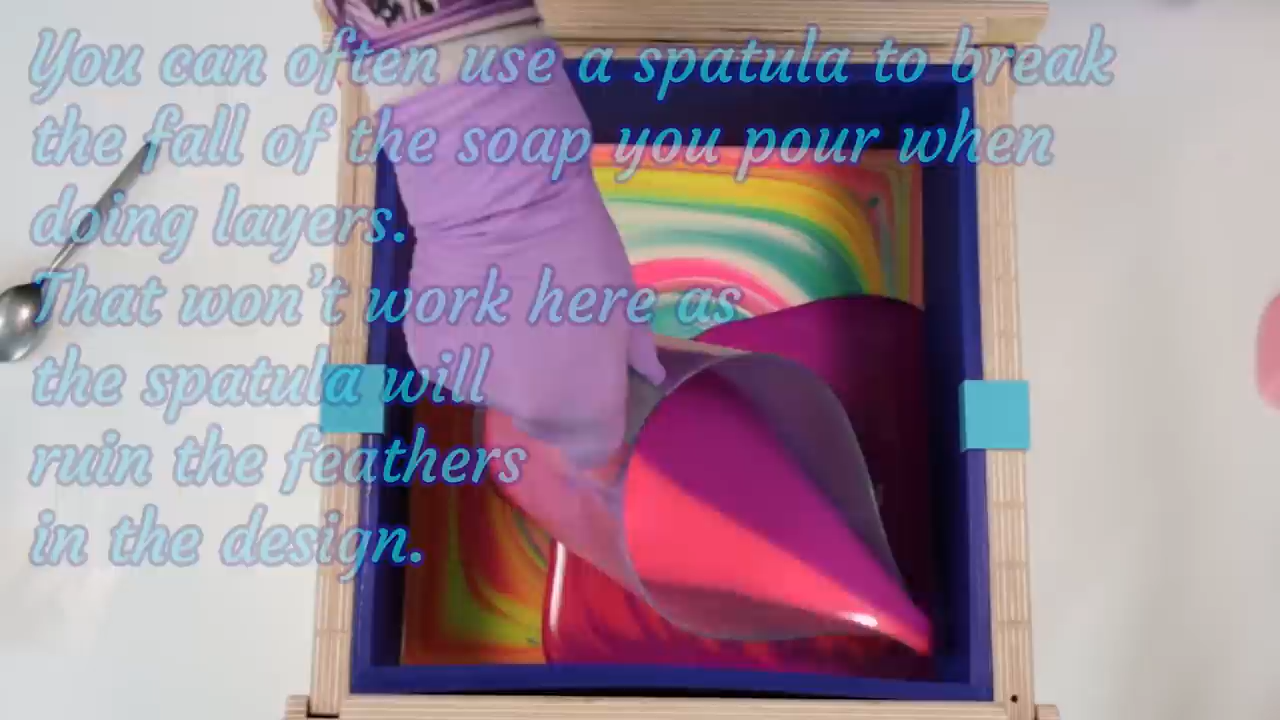 You can often use a spatula to break
the fall of the soap you pour when
doing layers.
That won't work here as
the spatula will
ruin the feathers
in the design.